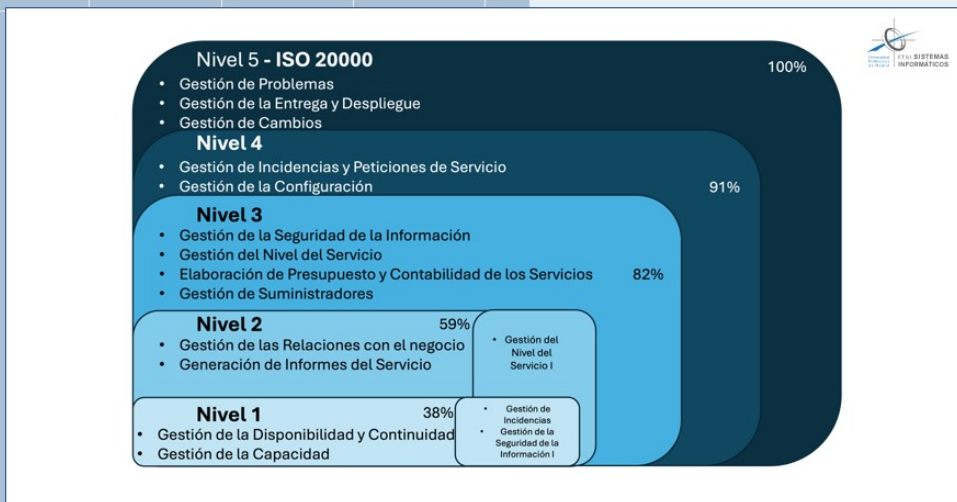 Nivel 5 - ISO 20000
100%
• Gestión de Problemas
• Gestión de la Entrega y Despliegue
• Gestión de Cambios
Nivel 4
• Gestión de Incidencias y Peticiones de Servicio
• Gestión de la Configuración
91%
Nivel 3
• Gestión de la Seguridad de la Información
• Gestión del Nivel del Servicio
• Elaboración de Presupuesto y Contabilidad de los Servicios
82%
• Gestión de Suministradores
Nivel 2
59%
• Gestión de las Relaciones con el negocio
• Generación de Informes del Servicio
• Gestión del
Nivel del
Servicio I
Nivel 1
38%
• Gestión de la Disponibilidad y Continuidad
• Gestión de la Capacidad
• Gestión de
Incidencias
• Gestión de la
Seguridad de la
Información I
ETSI SISTEMAS
INFORMÁTICOS